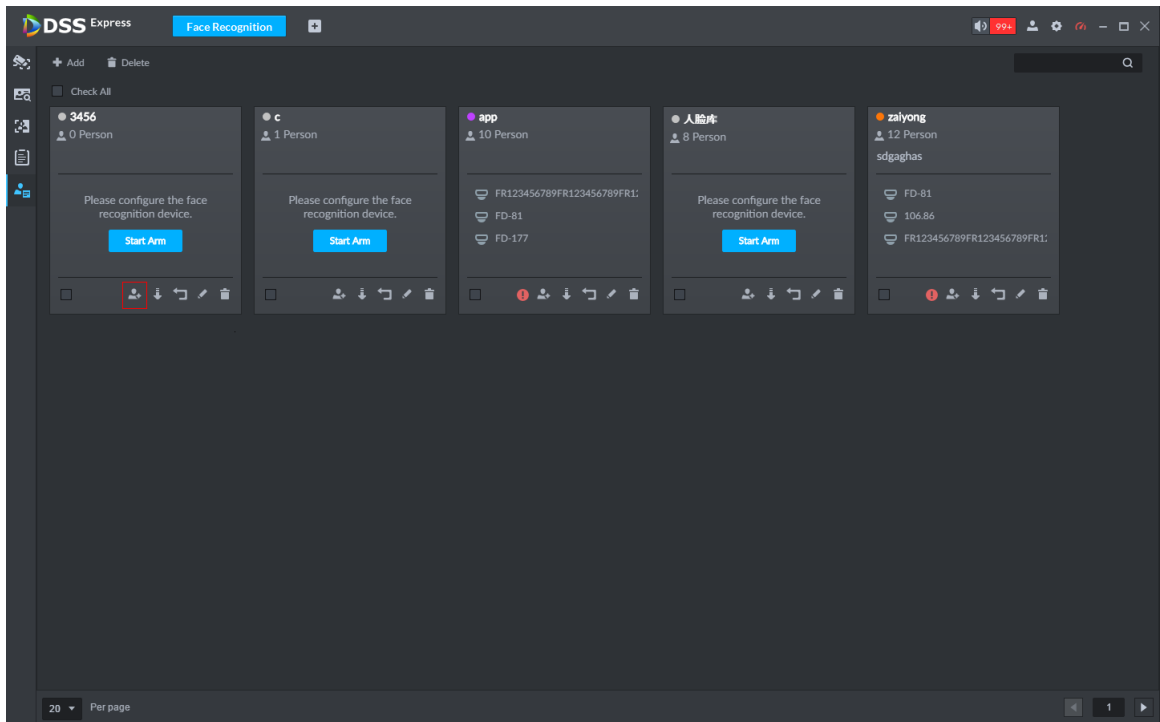 DSS Express
Face Recognition
99+
Add
Delete
Check All
3456
0 Person
Please configure the face
recognition device.
Start Arm
c
1 Person
Please configure the face
recognition device.
Start Arm
app
10 Person
FR123456789FR123456789FR1:
FD-81
FD-177
人脸库
8 Person
Please configure the face
recognition device.
Start Arm
zaiyong
12 Person
sdgaghas
FD-81
106.86
FR123456789FR123456789FR1:
20
Per page
1